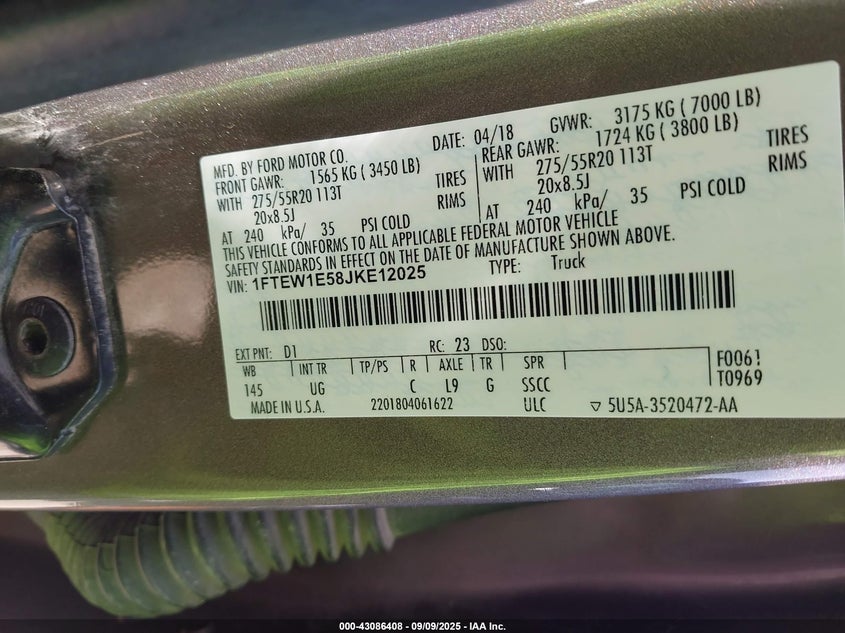 MFD. BY FORD MOTOR CO.
DATE: 04/18
GVWR: 3175 KG ( 7000 LB)
FRONT GAWR: 1565 KG ( 3450 LB)
REAR GAWR: 1724 KG ( 3800 LB)
WITH 275/55R20 113T TIRES
WITH 275/55R20 113T TIRES
20x8.5J RIMS
20x8.5J RIMS
AT 240 kPa/ 35 PSI COLD
AT 240 kPa/ 35 PSI COLD
THIS VEHICLE CONFORMS TO ALL APPLICABLE FEDERAL MOTOR VEHICLE
SAFETY STANDARDS IN EFFECT ON THE DATE OF MANUFACTURE SHOWN ABOVE.
VIN: 1FTEW1E58JKE12025 TYPE: Truck
EXT PNT: D1 RC: 23 DSO:
WB INT TR TP/PS R AXLE TR SPR
145 UG C L9 G SSCC
F0061
T0969
MADE IN U.S.A. 2201804061622 ULC ▽ 5U5A-3520472-AA
000-43086408 - 09/09/2025 - IAA Inc.